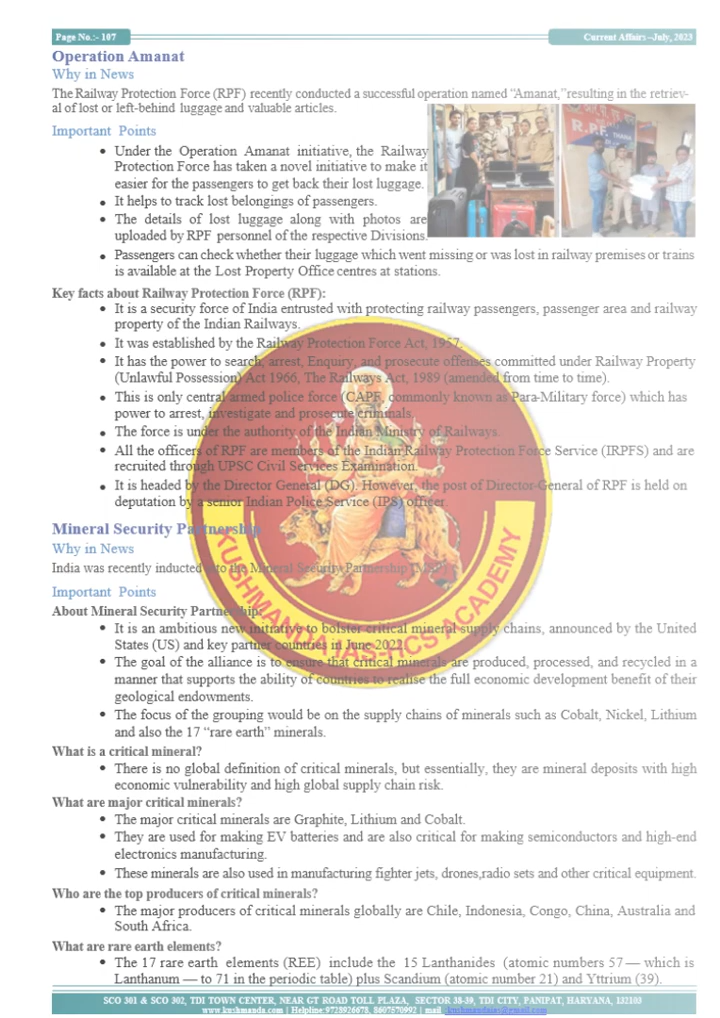 Page No.:- 107
Current Affairs –July, 2023
Operation Amanat
Why in News
The Railway Protection Force (RPF) recently conducted a successful operation named “Amanat,”resulting in the retriev-
al of lost or left-behind luggage and valuable articles.
Important Points
• Under the Operation Amanat initiative, the Railway
Protection Force has taken a novel initiative to make it
easier for the passengers to get back their lost luggage.
• It helps to track lost belongings of passengers.
• The details of lost luggage along with photos are
uploaded by RPF personnel of the respective Divisions.
R.P.F. THANA
• Passengers can check whether their luggage which went missing or was lost in railway premises or trains
is available at the Lost Property Office centres at stations.
Key facts about Railway Protection Force (RPF):
• It is a security force of India entrusted with protecting railway passengers, passenger area and railway
property of the Indian Railways.
• It was established by the Railway Protection Force Act, 1957.
• It has the power to search, arrest, Enquiry, and prosecute offenses committed under Railway Property
(Unlawful Possession) Act 1966, The Railways Act, 1989 (amended from time to time).
• This is only central armed police force (CAPF, commonly known as Para-Military force) which has
power to arrest, investigate and prosecute criminals.
• The force is under the authority of the Indian Ministry of Railways.
• All the officers of RPF are members of the Indian Railway Protection Force Service (IRPFS) and are
recruited through UPSC Civil Services Examination.
• It is headed by the Director General (DG). However, the post of Director-General of RPF is held on
deputation by a senior Indian Police Service (IPS) officer.
Mineral Security Partnership
Why in News
India was recently inducted into the Mineral Security Partnership (MSP).
Important Points
About Mineral Security Partnership:
• It is an ambitious new initiative to bolster critical mineral supply chains, announced by the United
States (US) and key partner countries in June 2022.
• The goal of the alliance is to ensure that critical minerals are produced, processed, and recycled in a
manner that supports the ability of countries to realise the full economic development benefit of their
geological endowments.
• The focus of the grouping would be on the supply chains of minerals such as Cobalt, Nickel, Lithium
and also the 17 “rare earth” minerals.
What is a critical mineral?
• There is no global definition of critical minerals, but essentially, they are mineral deposits with high
economic vulnerability and high global supply chain risk.
What are major critical minerals?
• The major critical minerals are Graphite, Lithium and Cobalt.
• They are used for making EV batteries and are also critical for making semiconductors and high-end
electronics manufacturing.
• These minerals are also used in manufacturing fighter jets, drones,radio sets and other critical equipment.
Who are the top producers of critical minerals?
• The major producers of critical minerals globally are Chile, Indonesia, Congo, China, Australia and
South Africa.
What are rare earth elements?
• The 17 rare earth elements (REE) include the 15 Lanthanides (atomic numbers 57 — which is
Lanthanum — to 71 in the periodic table) plus Scandium (atomic number 21) and Yttrium (39).
KUSHMANDA IAS-HCS ACADEMY
SCO 301 & SCO 302, TDI TOWN CENTER, NEAR GT ROAD TOLL PLAZA, SECTOR 38-39, TDI CITY, PANIPAT, HARYANA, 132103
www.kushmanda.com | Helpline:9728926678, 8607570992 | mail :kushmandaias@gmail.com